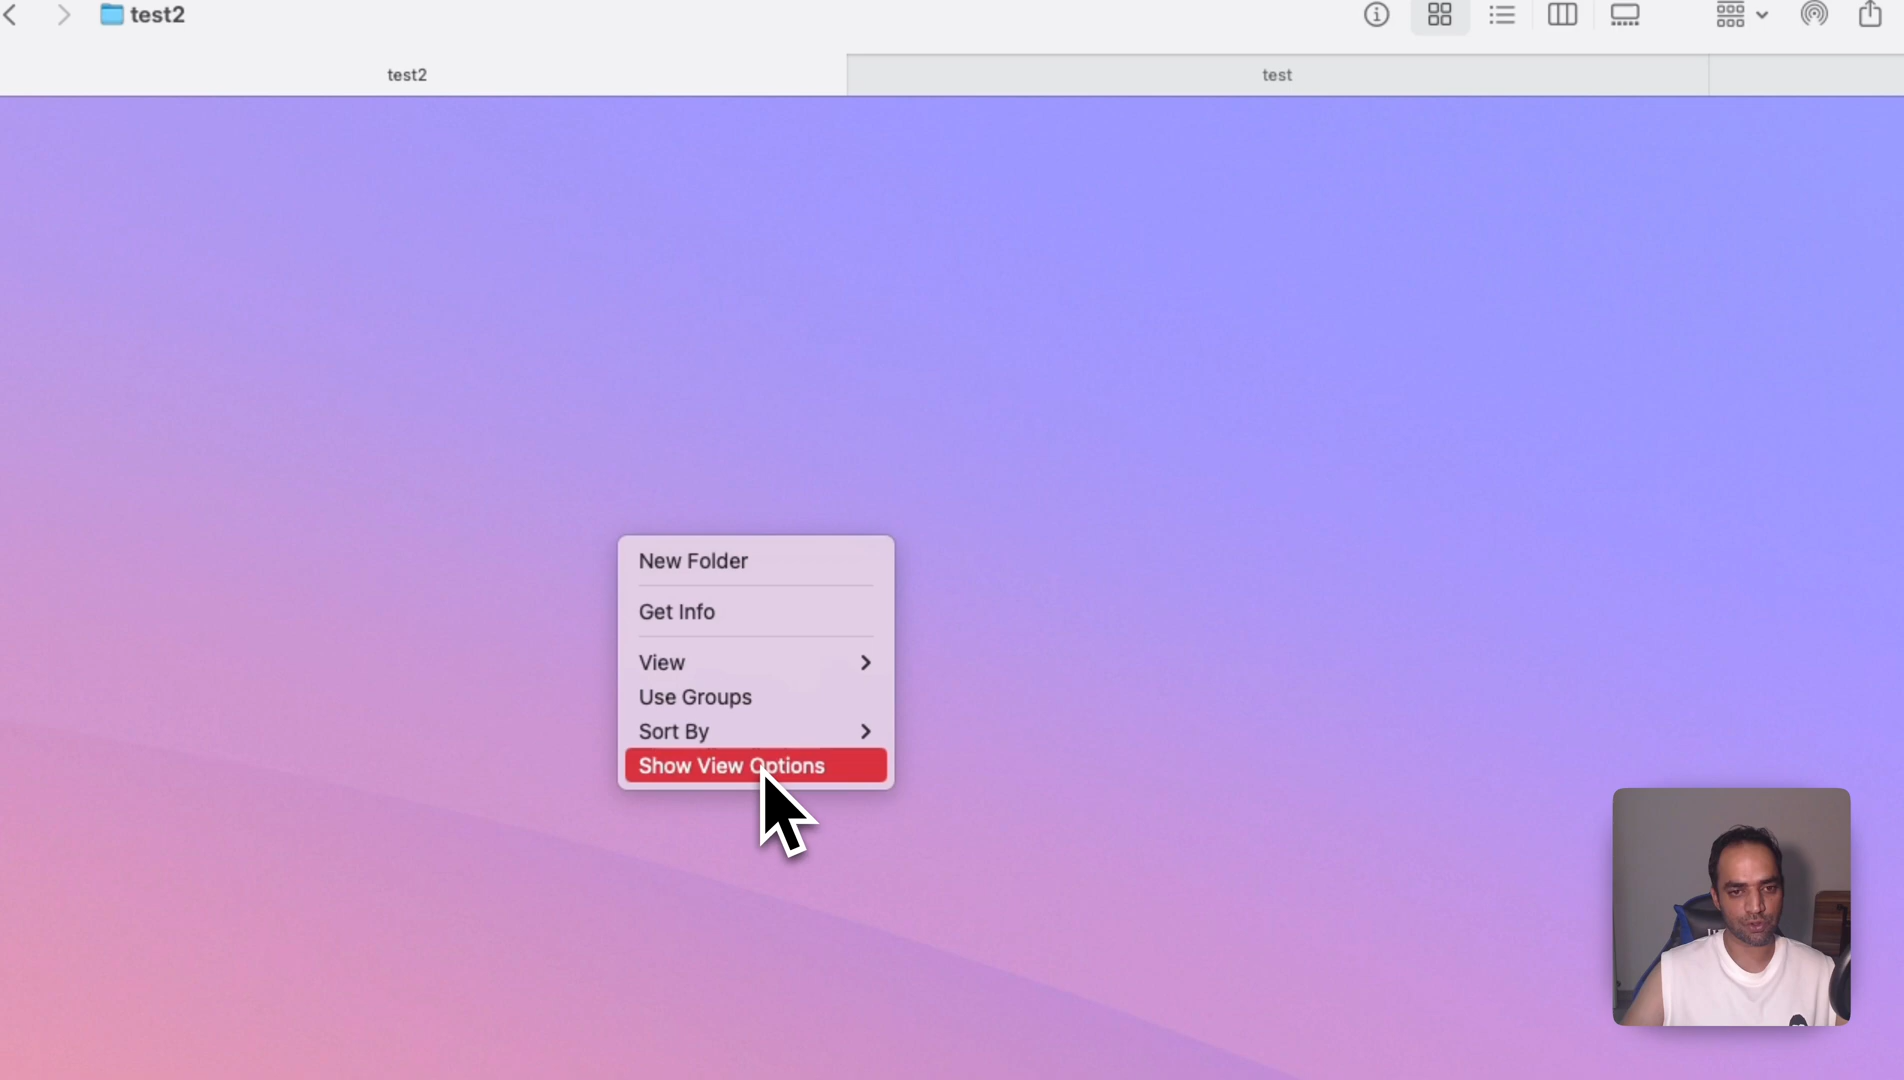 test2
test2
test
New Folder
Get Info
View
Use Groups
Sort By
Show View Options